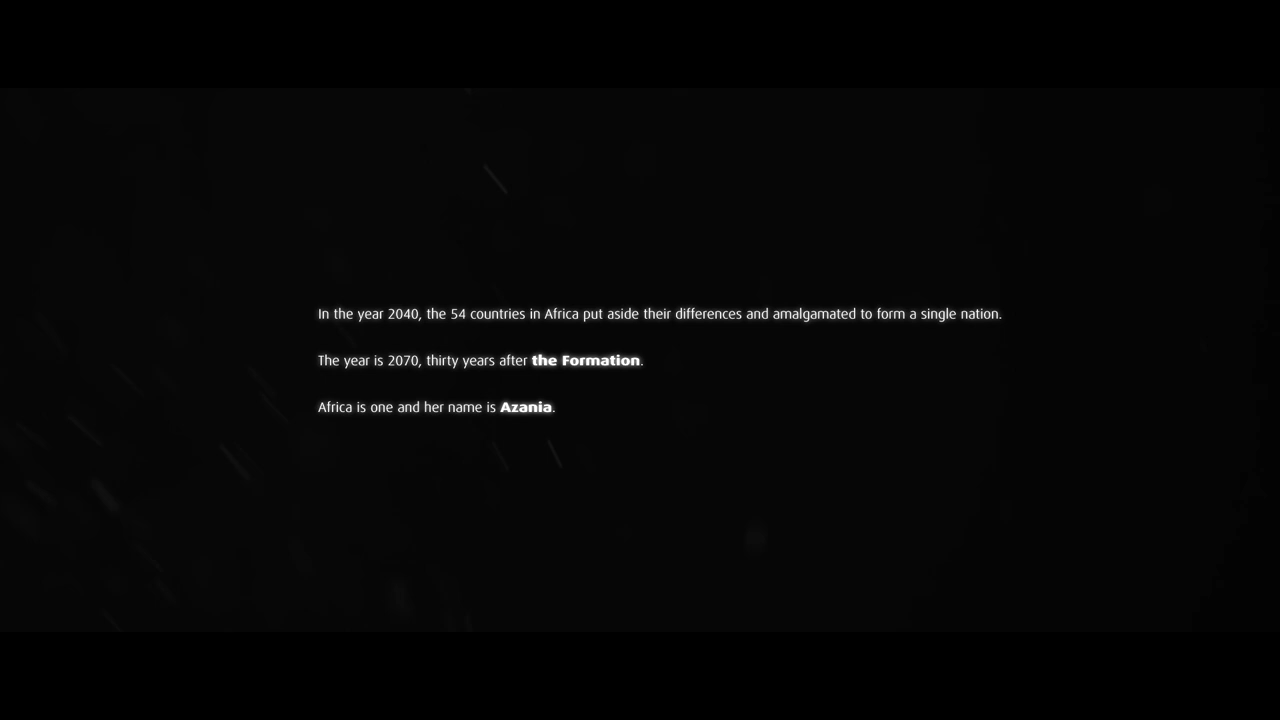 In the year 2040, the 54 countries in Africa put aside their differences and amalgamated to form a single nation.
The year is 2070, thirty years after the Formation.
Africa is one and her name is Azania.